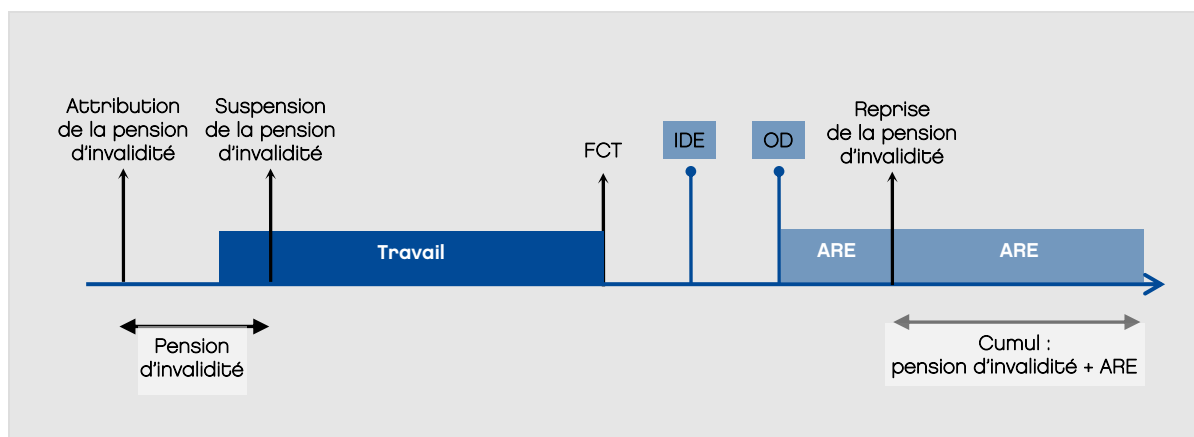 Attribution
de la pension
d'invalidité
Suspension
de la pension
d'invalidité
FCT
IDE
OD
Reprise
de la pension
d'invalidité
Travail
ARE
ARE
Pension
d'invalidité
Cumul :
pension d'invalidité + ARE